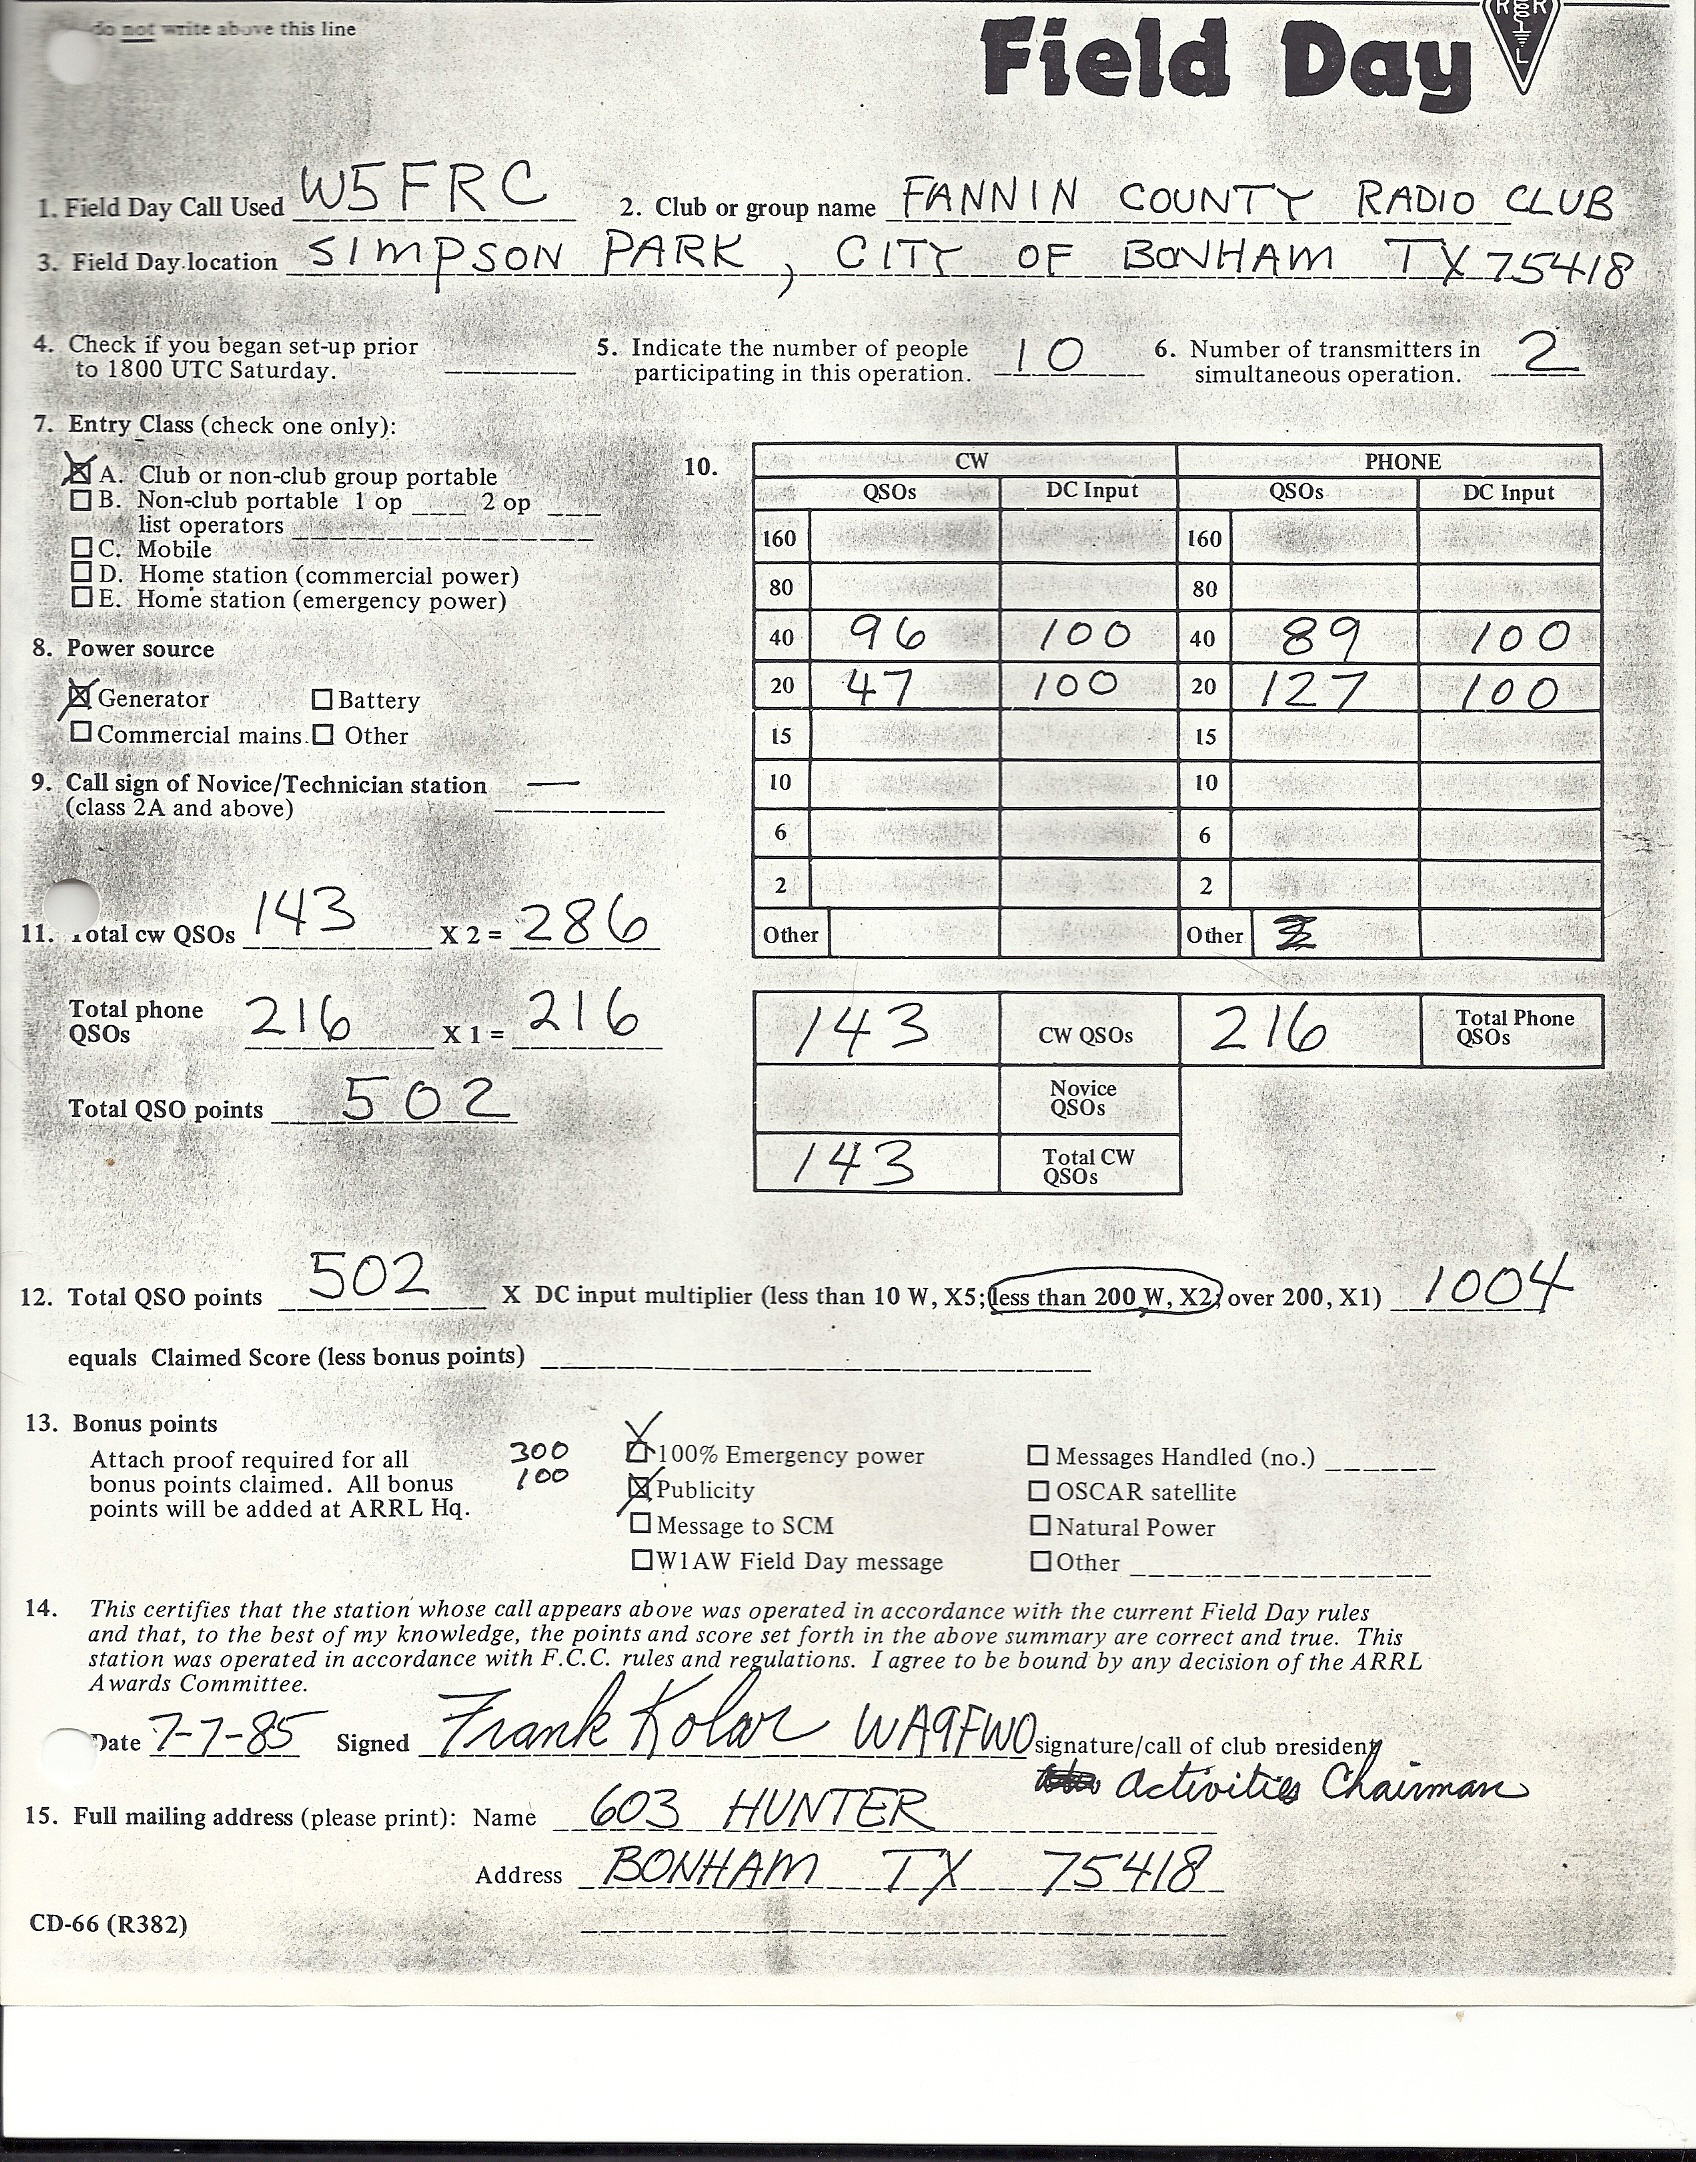 do not write above this line
Field Day
R R
L
1. Field Day Call Used W5FRC 2. Club or group name FANNIN COUNTY RADIO CLUB
3. Field Day location SIMPSON PARK, CITY OF BONHAM TX 75418
4. Check if you began set-up prior
to 1800 UTC Saturday.
5. Indicate the number of people
participating in this operation. 10
6. Number of transmitters in
simultaneous operation. 2
7. Entry Class (check one only):
A. Club or non-club group portable
B. Non-club portable 1 op ___ 2 op ___
list operators
C. Mobile
D. Home station (commercial power)
E. Home station (emergency power)
8. Power source
Generator Battery
Commercial mains Other
9. Call sign of Novice/Technician station —
(class 2A and above)
10.
CW PHONE
QSOs DC Input QSOs DC Input
160 160
80 80
40 96 100 40 89 100
20 47 100 20 127 100
15 15
10 10
6 6
2 2
Other Other
11. Total cw QSOs 143 X 2 = 286
Total phone
QSOs 216 X 1 = 216
Total QSO points 502
143 CW QSOs 216 Total Phone
QSOs
Novice
QSOs
143 Total CW
QSOs
12. Total QSO points 502 X DC input multiplier (less than 10 W, X5; less than 200 W, X2; over 200, X1) 1004
equals Claimed Score (less bonus points)
13. Bonus points
Attach proof required for all
bonus points claimed. All bonus
points will be added at ARRL Hq.
300 100% Emergency power Messages Handled (no.)
100 Publicity OSCAR satellite
Message to SCM Natural Power
W1AW Field Day message Other
14. This certifies that the station whose call appears above was operated in accordance with the current Field Day rules
and that, to the best of my knowledge, the points and score set forth in the above summary are correct and true. This
station was operated in accordance with F.C.C. rules and regulations. I agree to be bound by any decision of the ARRL
Awards Committee.
Date 7-7-85 Signed Frank Kolar WA9FWO signature/call of club president
Activities Chairman
15. Full mailing address (please print): Name 603 HUNTER
Address BONHAM TX 75418
CD-66 (R382)